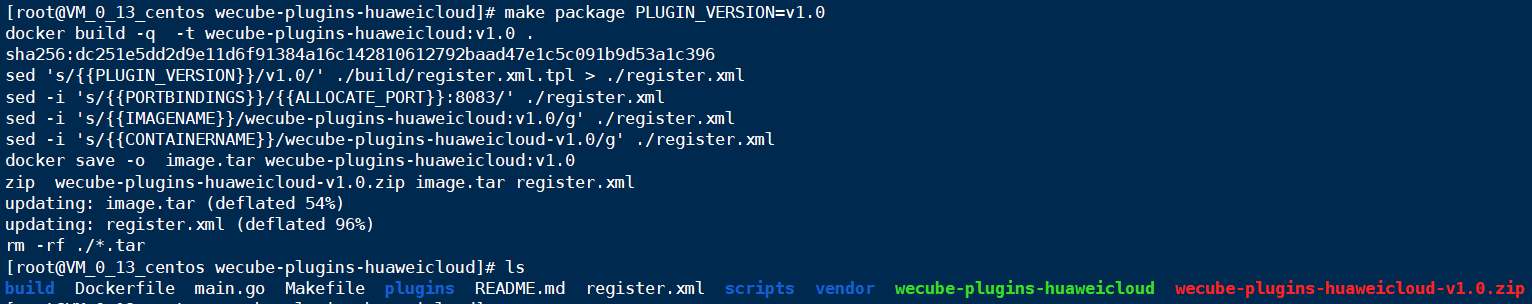 [root@VM_0_13_centos wecube-plugins-huaweicloud]# make package PLUGIN_VERSION=v1.0
docker build -q  -t wecube-plugins-huaweicloud:v1.0 .
sha256:dc251e5dd2d9e11d6f91384a16c142810612792baad47e1c5c091b9d53a1c396
sed 's/{{PLUGIN_VERSION}}/v1.0/' ./build/register.xml.tpl > ./register.xml
sed -i 's/{{PORTBINDINGS}}/{{ALLOCATE_PORT}}:8083/' ./register.xml
sed -i 's/{{IMAGENAME}}/wecube-plugins-huaweicloud:v1.0/g' ./register.xml
sed -i 's/{{CONTAINERNAME}}/wecube-plugins-huaweicloud-v1.0/g' ./register.xml
docker save -o  image.tar wecube-plugins-huaweicloud:v1.0
zip  wecube-plugins-huaweicloud-v1.0.zip image.tar register.xml
updating: image.tar (deflated 54%)
updating: register.xml (deflated 96%)
rm -rf ./*.tar
[root@VM_0_13_centos wecube-plugins-huaweicloud]# ls
build  Dockerfile  main.go  Makefile  plugins  README.md  register.xml  scripts  vendor  wecube-plugins-huaweicloud  wecube-plugins-huaweicloud-v1.0.zip